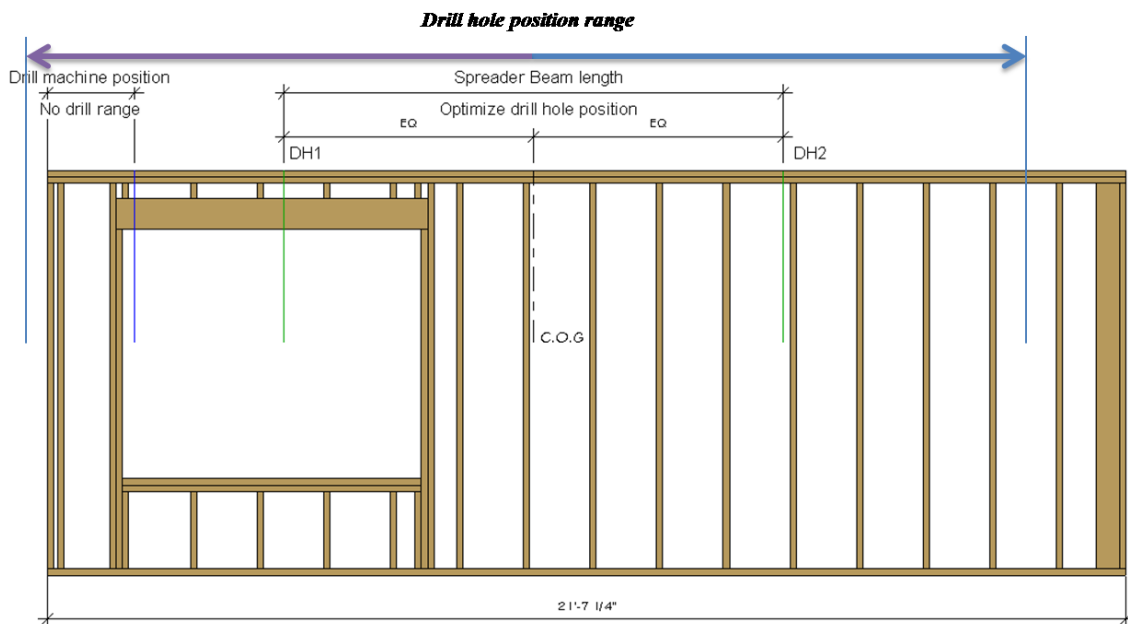 Drill hole position range
Drill machine position
Spreader Beam length
No drill range
Optimize drill hole position
EQ
EQ
DH1
DH2
C.O.G
21'-7 1/4"